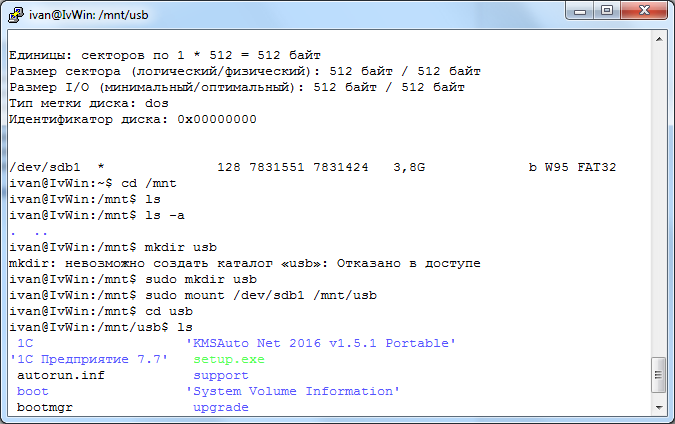 ivan@IvWin: /mnt/usb
Единицы: секторов по 1 * 512 = 512 байт
Размер сектора (логический/физический): 512 байт / 512 байт
Размер I/O (минимальный/оптимальный): 512 байт / 512 байт
Тип метки диска: dos
Идентификатор диска: 0x00000000
/dev/sdb1 * 128 7831551 7831424 3,8G b W95 FAT32
ivan@IvWin:~$ cd /mnt
ivan@IvWin:/mnt$ ls
ivan@IvWin:/mnt$ ls -a
. ..
ivan@IvWin:/mnt$ mkdir usb
mkdir: невозможно создать каталог «usb»: Отказано в доступе
ivan@IvWin:/mnt$ sudo mkdir usb
ivan@IvWin:/mnt$ sudo mount /dev/sdb1 /mnt/usb
ivan@IvWin:/mnt$ cd usb
ivan@IvWin:/mnt/usb$ ls
1C 'KMSAuto Net 2016 v1.5.1 Portable'
'1С Предприятие 7.7' setup.exe
autorun.inf support
boot 'System Volume Information'
bootmgr upgrade